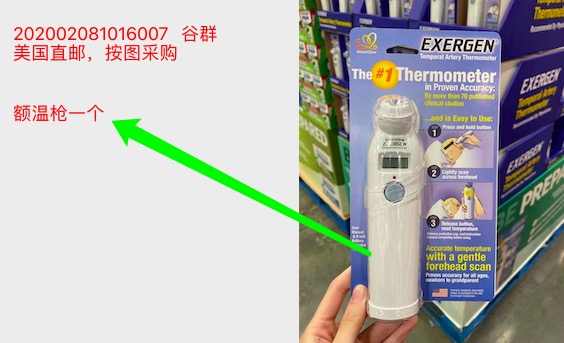 202002081016007 谷群
美国直邮，按图采购
额温枪一个
EXERGEN
Temporal Artery Thermometer
The #1 Thermometer
in Proven Accuracy:
By more than 70 published
clinical studies
...and is Easy to Use:
1 Press and hold button
2 Lightly scan
across forehead
3 Release button,
read temperature
EXERGEN
Accurate temperature
with a gentle
forehead scan
Proven accuracy for all ages,
newborn to grandparent
EXERGEN
PREP